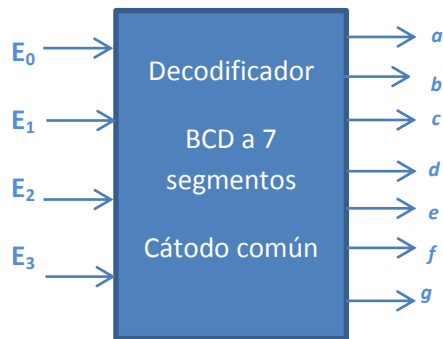 E₀
E₁
E₂
E₃
Decodificador
BCD a 7
segmentos
Cátodo común
a
b
c
d
e
f
g